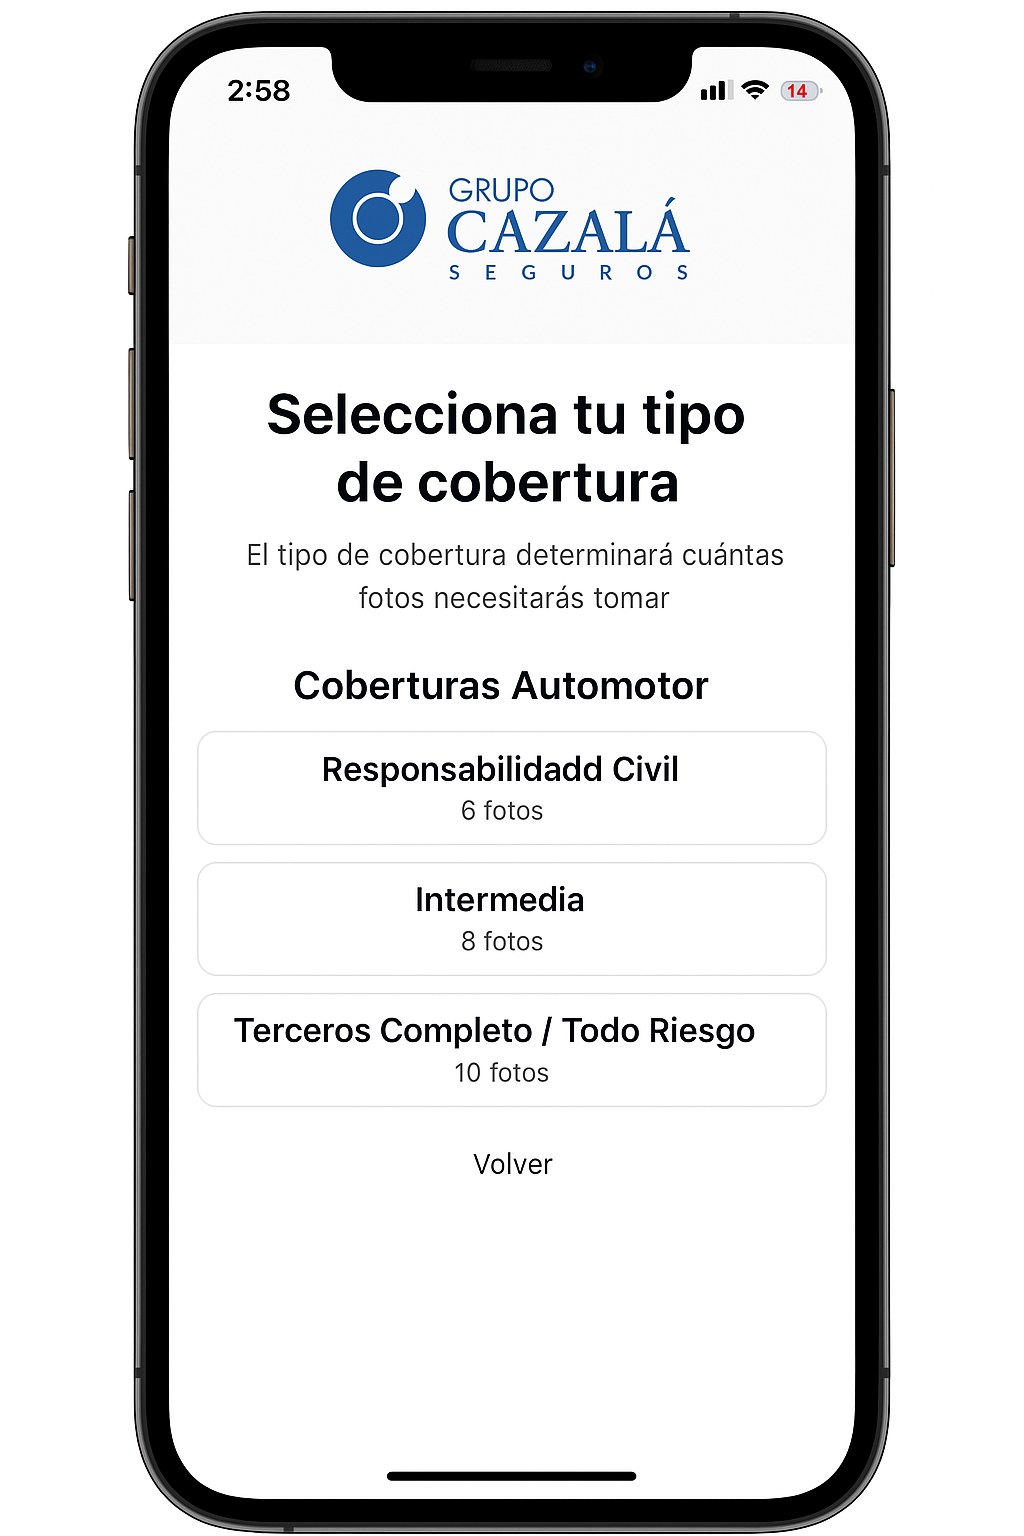 2:58
14
GRUPO
CAZALÁ
SEGUROS
Selecciona tu tipo
de cobertura
El tipo de cobertura determinará cuántas
fotos necesitarás tomar
Coberturas Automotor
Responsabilidadd Civil
6 fotos
Intermedia
8 fotos
Terceros Completo / Todo Riesgo
10 fotos
Volver